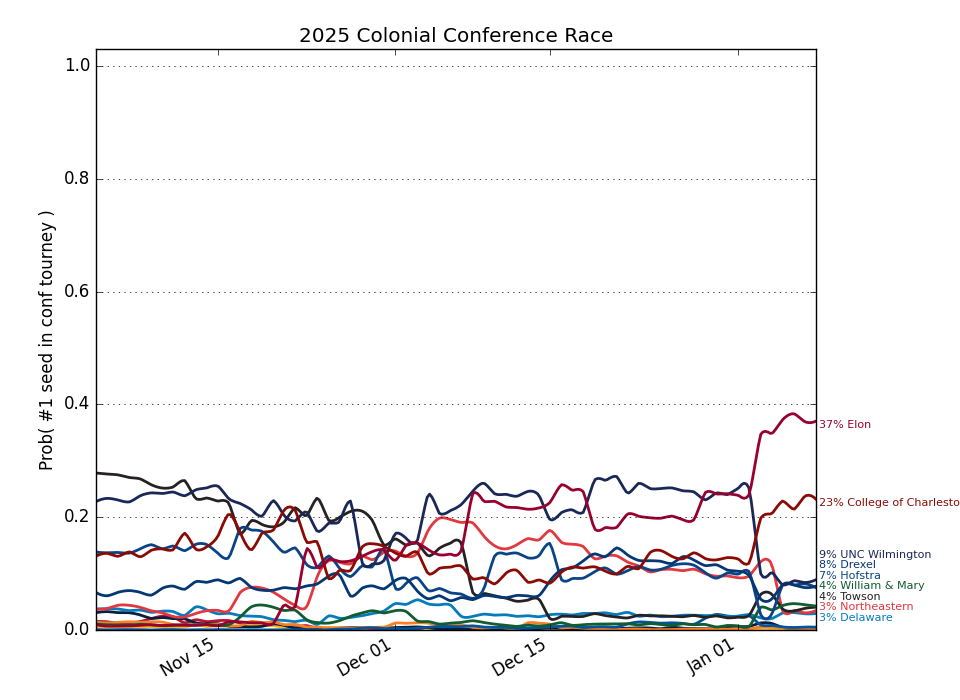 2025 Colonial Conference Race
Prob( #1 seed in conf tourney )
1.0
0.8
0.6
0.4
0.2
0.0
Nov 15
Dec 01
Dec 15
Jan 01
37% Elon
23% College of Charlesto
9% UNC Wilmington
8% Drexel
7% Hofstra
4% William & Mary
4% Towson
3% Northeastern
3% Delaware